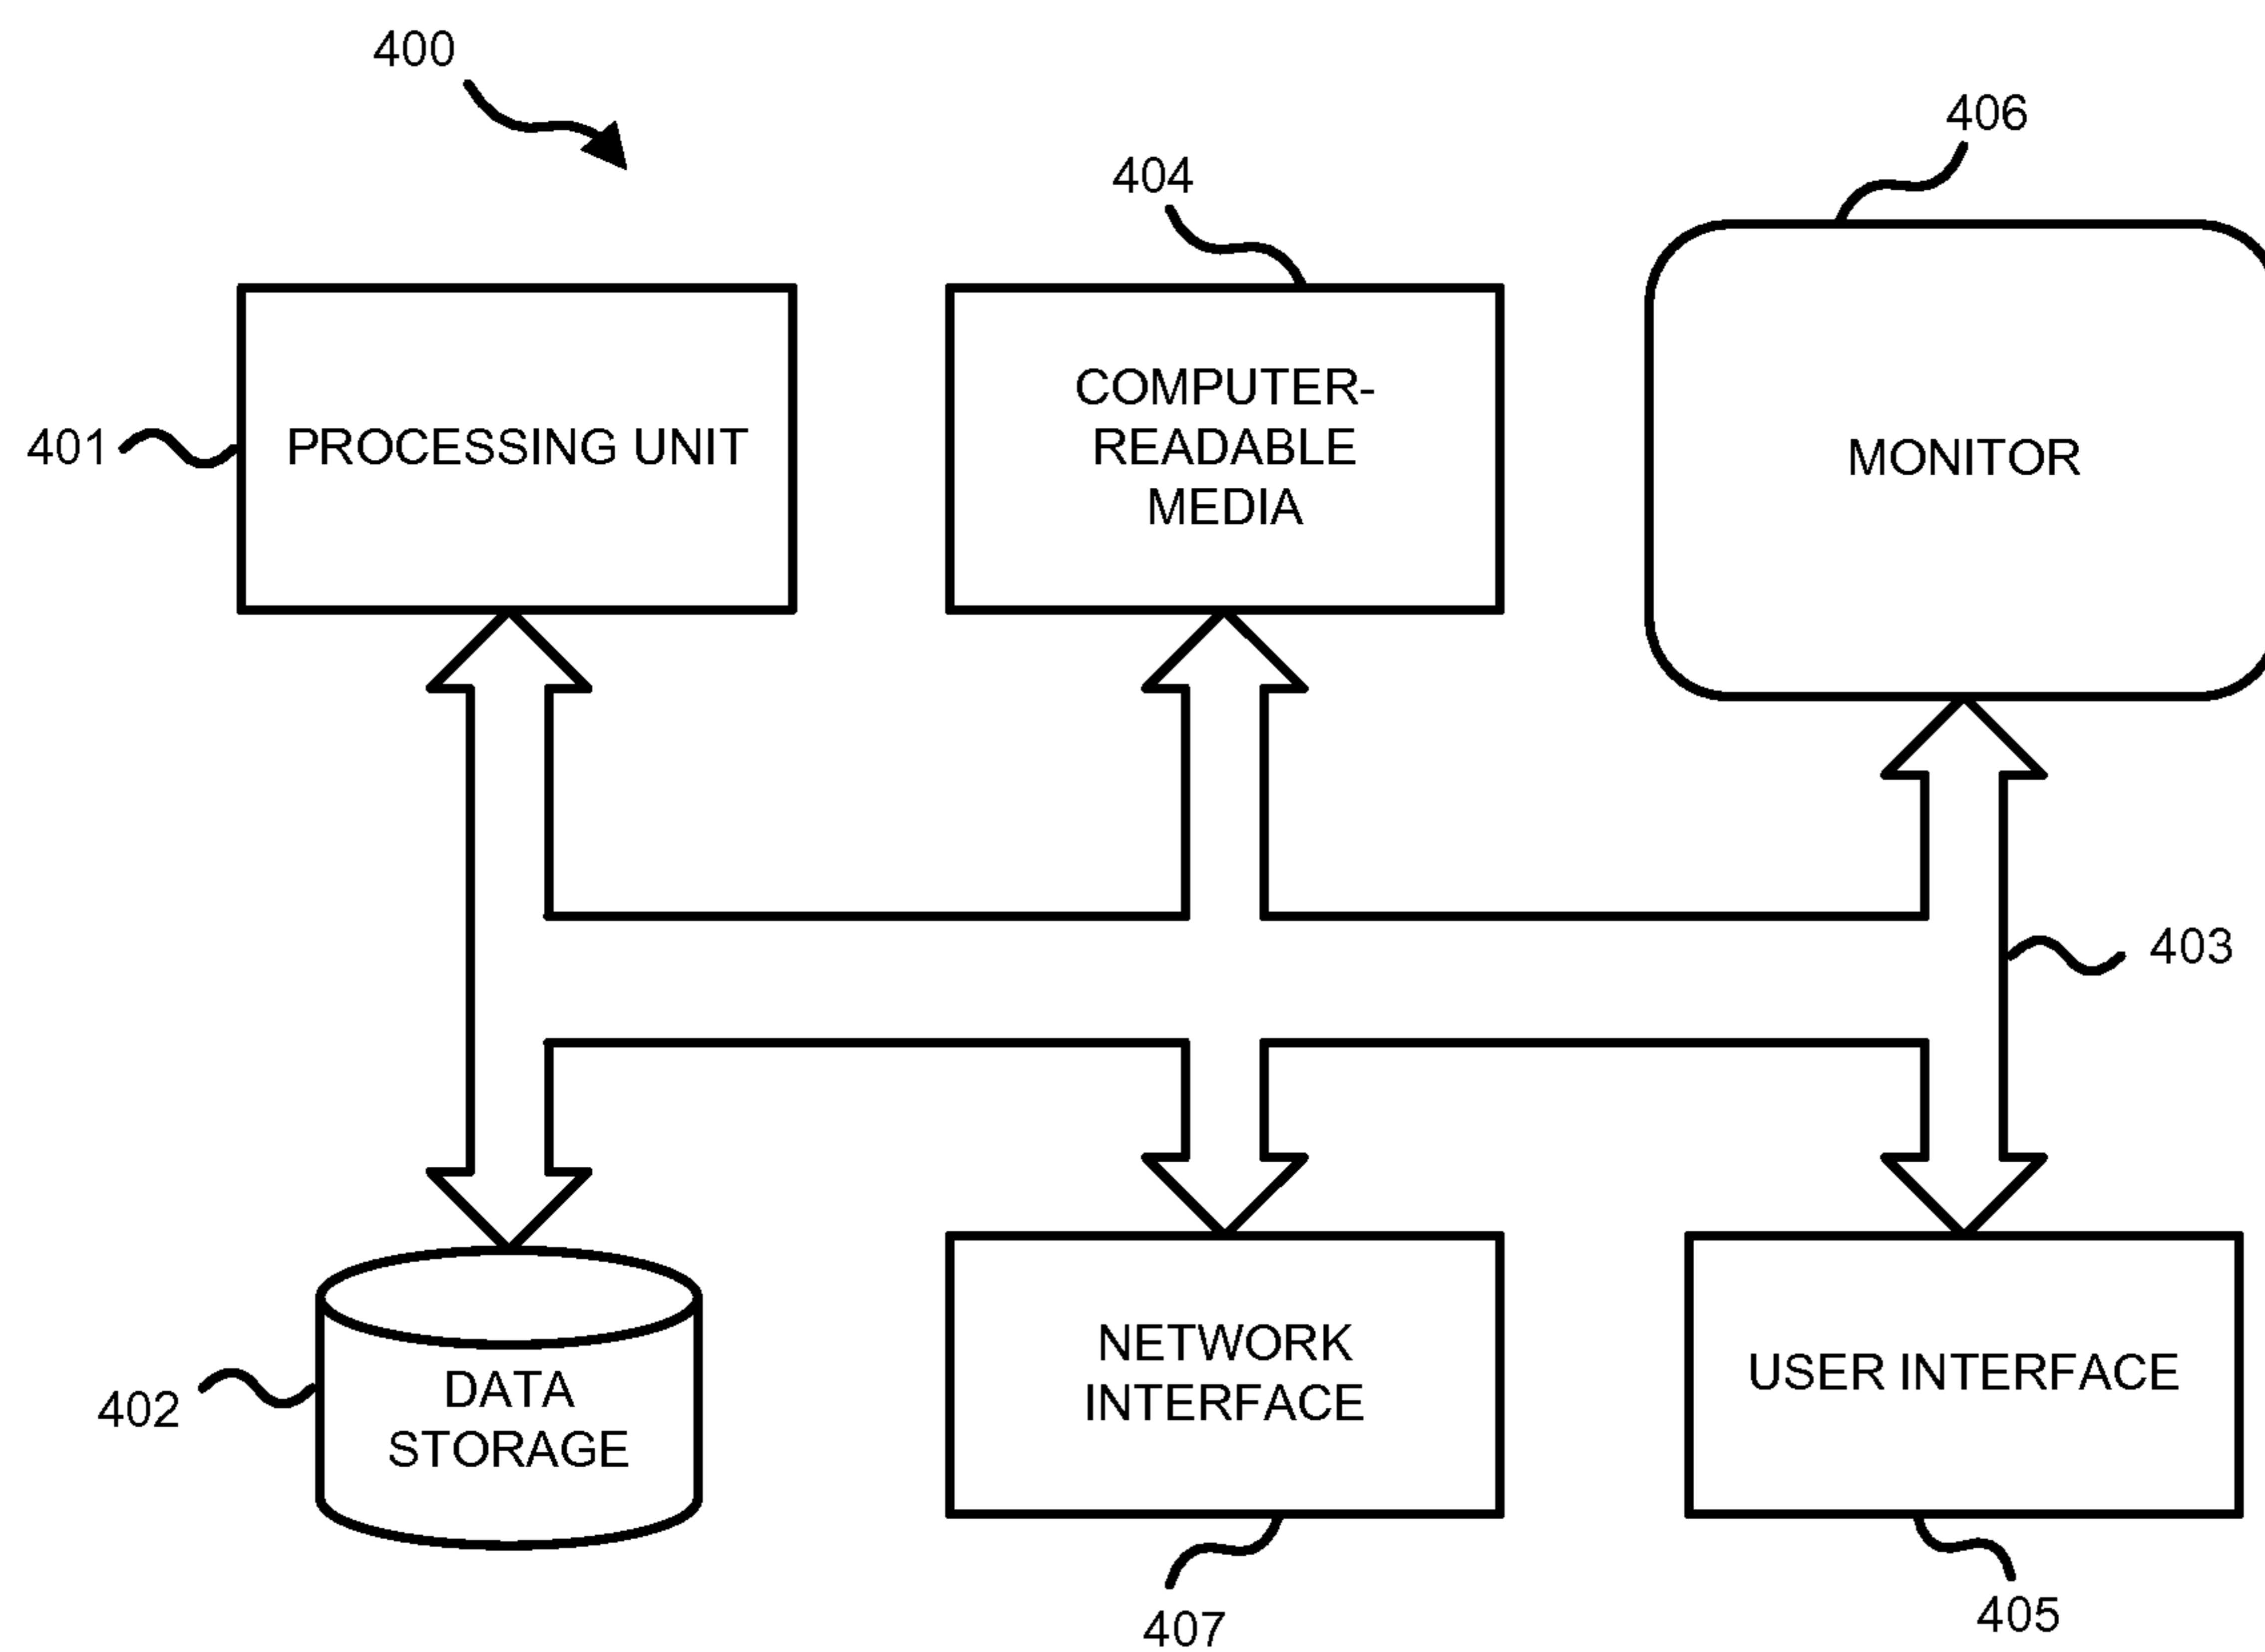 400
406
404
401
PROCESSING UNIT
COMPUTER-
READABLE
MEDIA
MONITOR
403
402
DATA
STORAGE
NETWORK
INTERFACE
USER INTERFACE
407
405